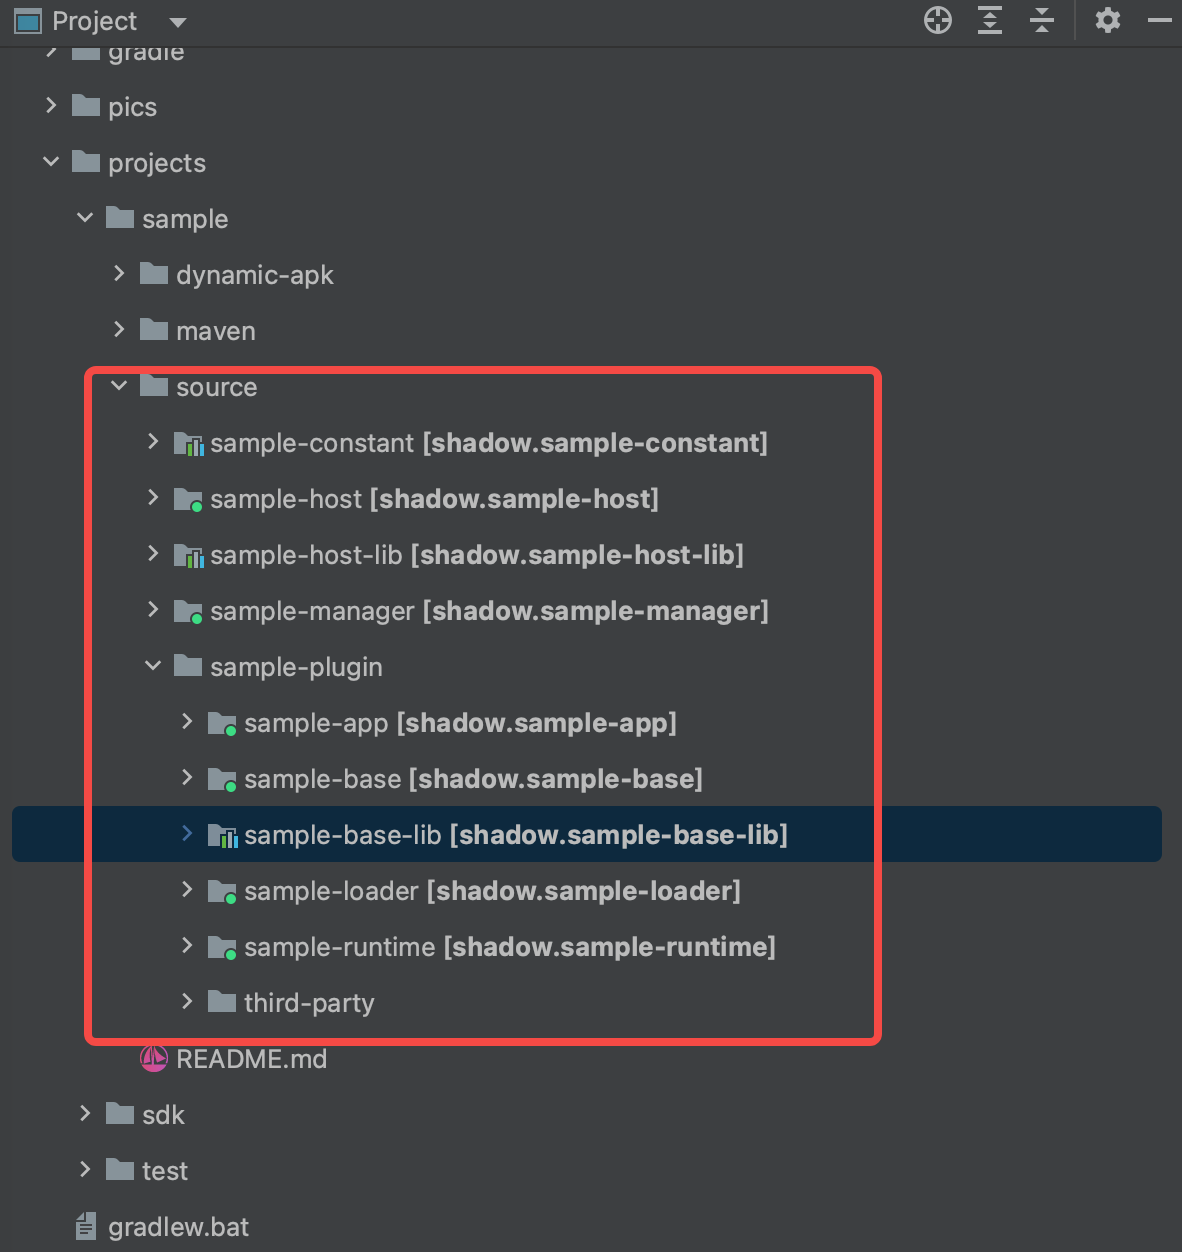 Project
gradle
pics
projects
sample
dynamic-apk
maven
source
sample-constant [shadow.sample-constant]
sample-host [shadow.sample-host]
sample-host-lib [shadow.sample-host-lib]
sample-manager [shadow.sample-manager]
sample-plugin
sample-app [shadow.sample-app]
sample-base [shadow.sample-base]
sample-base-lib [shadow.sample-base-lib]
sample-loader [shadow.sample-loader]
sample-runtime [shadow.sample-runtime]
third-party
README.md
sdk
test
gradlew.bat